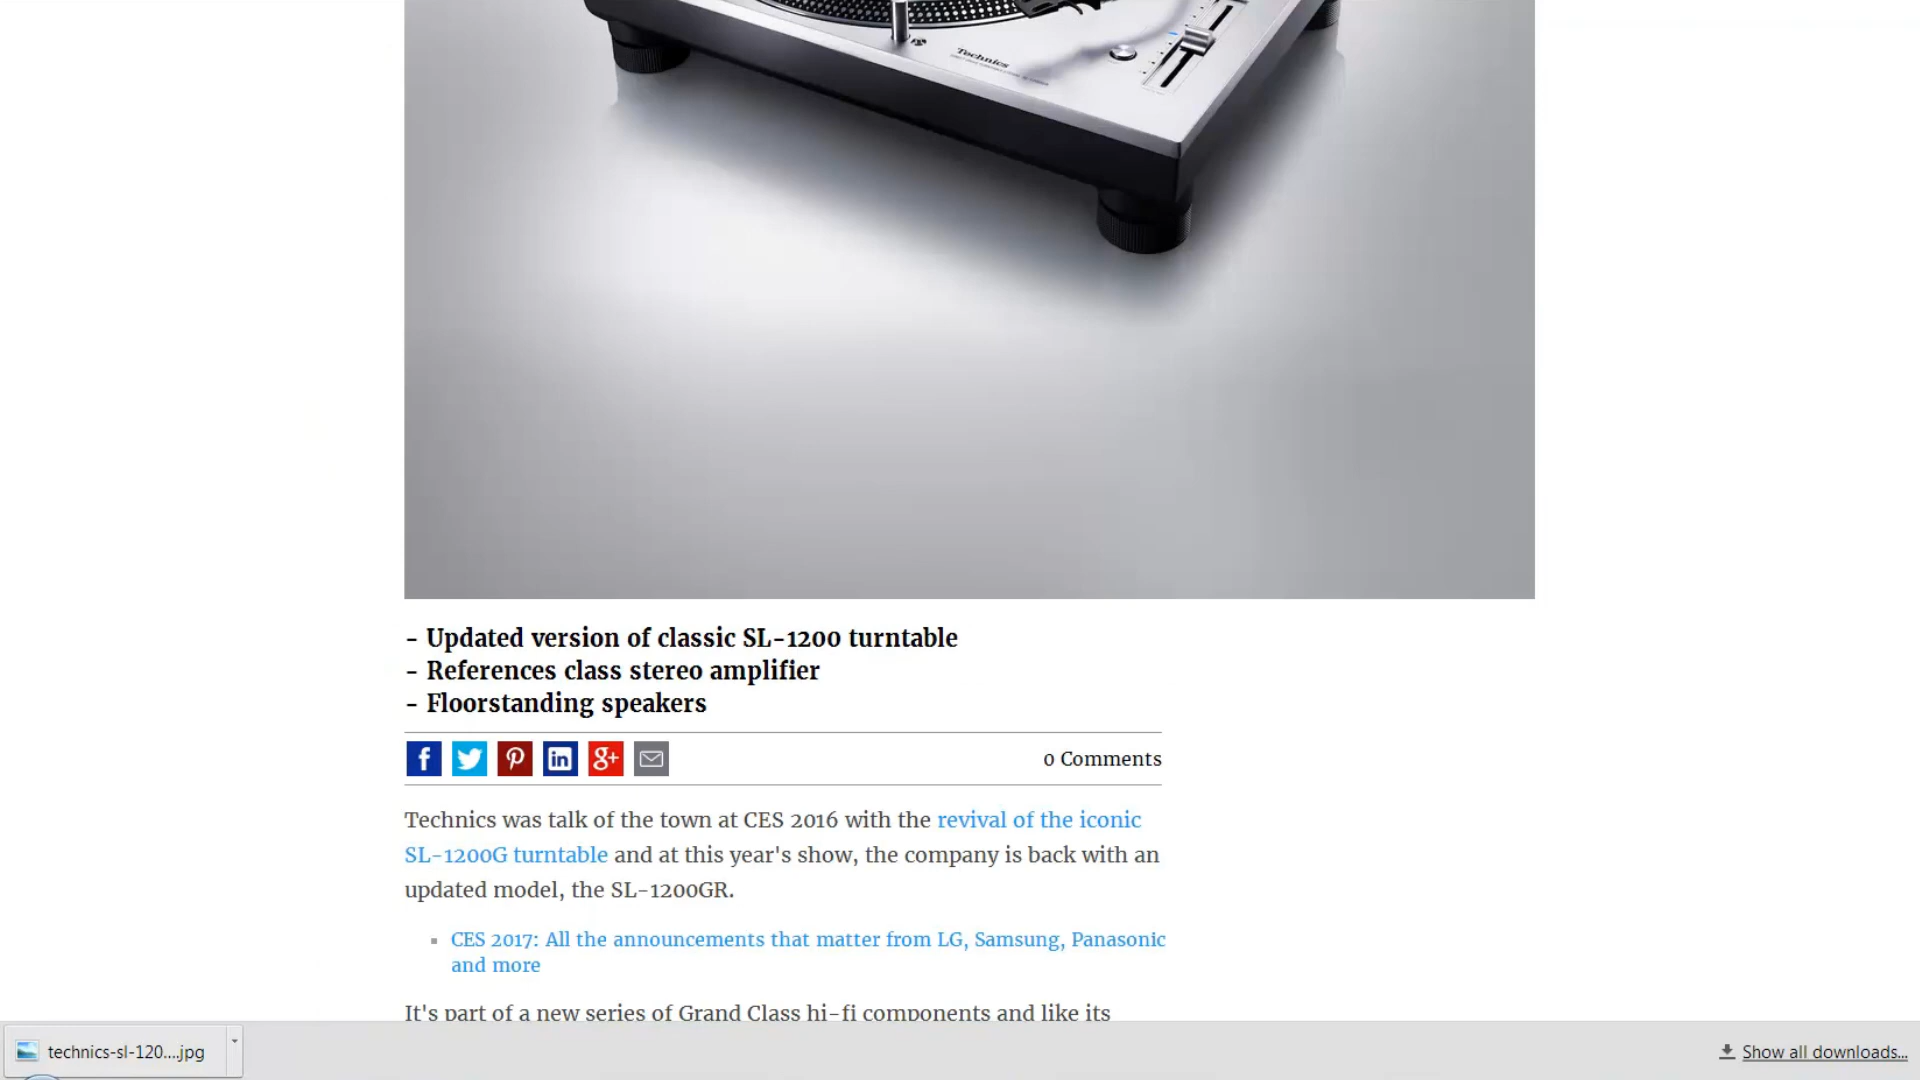 Technics
- Updated version of classic SL-1200 turntable
- References class stereo amplifier
- Floorstanding speakers
0 Comments
Technics was talk of the town at CES 2016 with the revival of the iconic
SL-1200G turntable and at this year's show, the company is back with an
updated model, the SL-1200GR.
CES 2017: All the announcements that matter from LG, Samsung, Panasonic
and more
It's part of a new series of Grand Class hi-fi components and like its
technics-sl-120....jpg
Show all downloads...